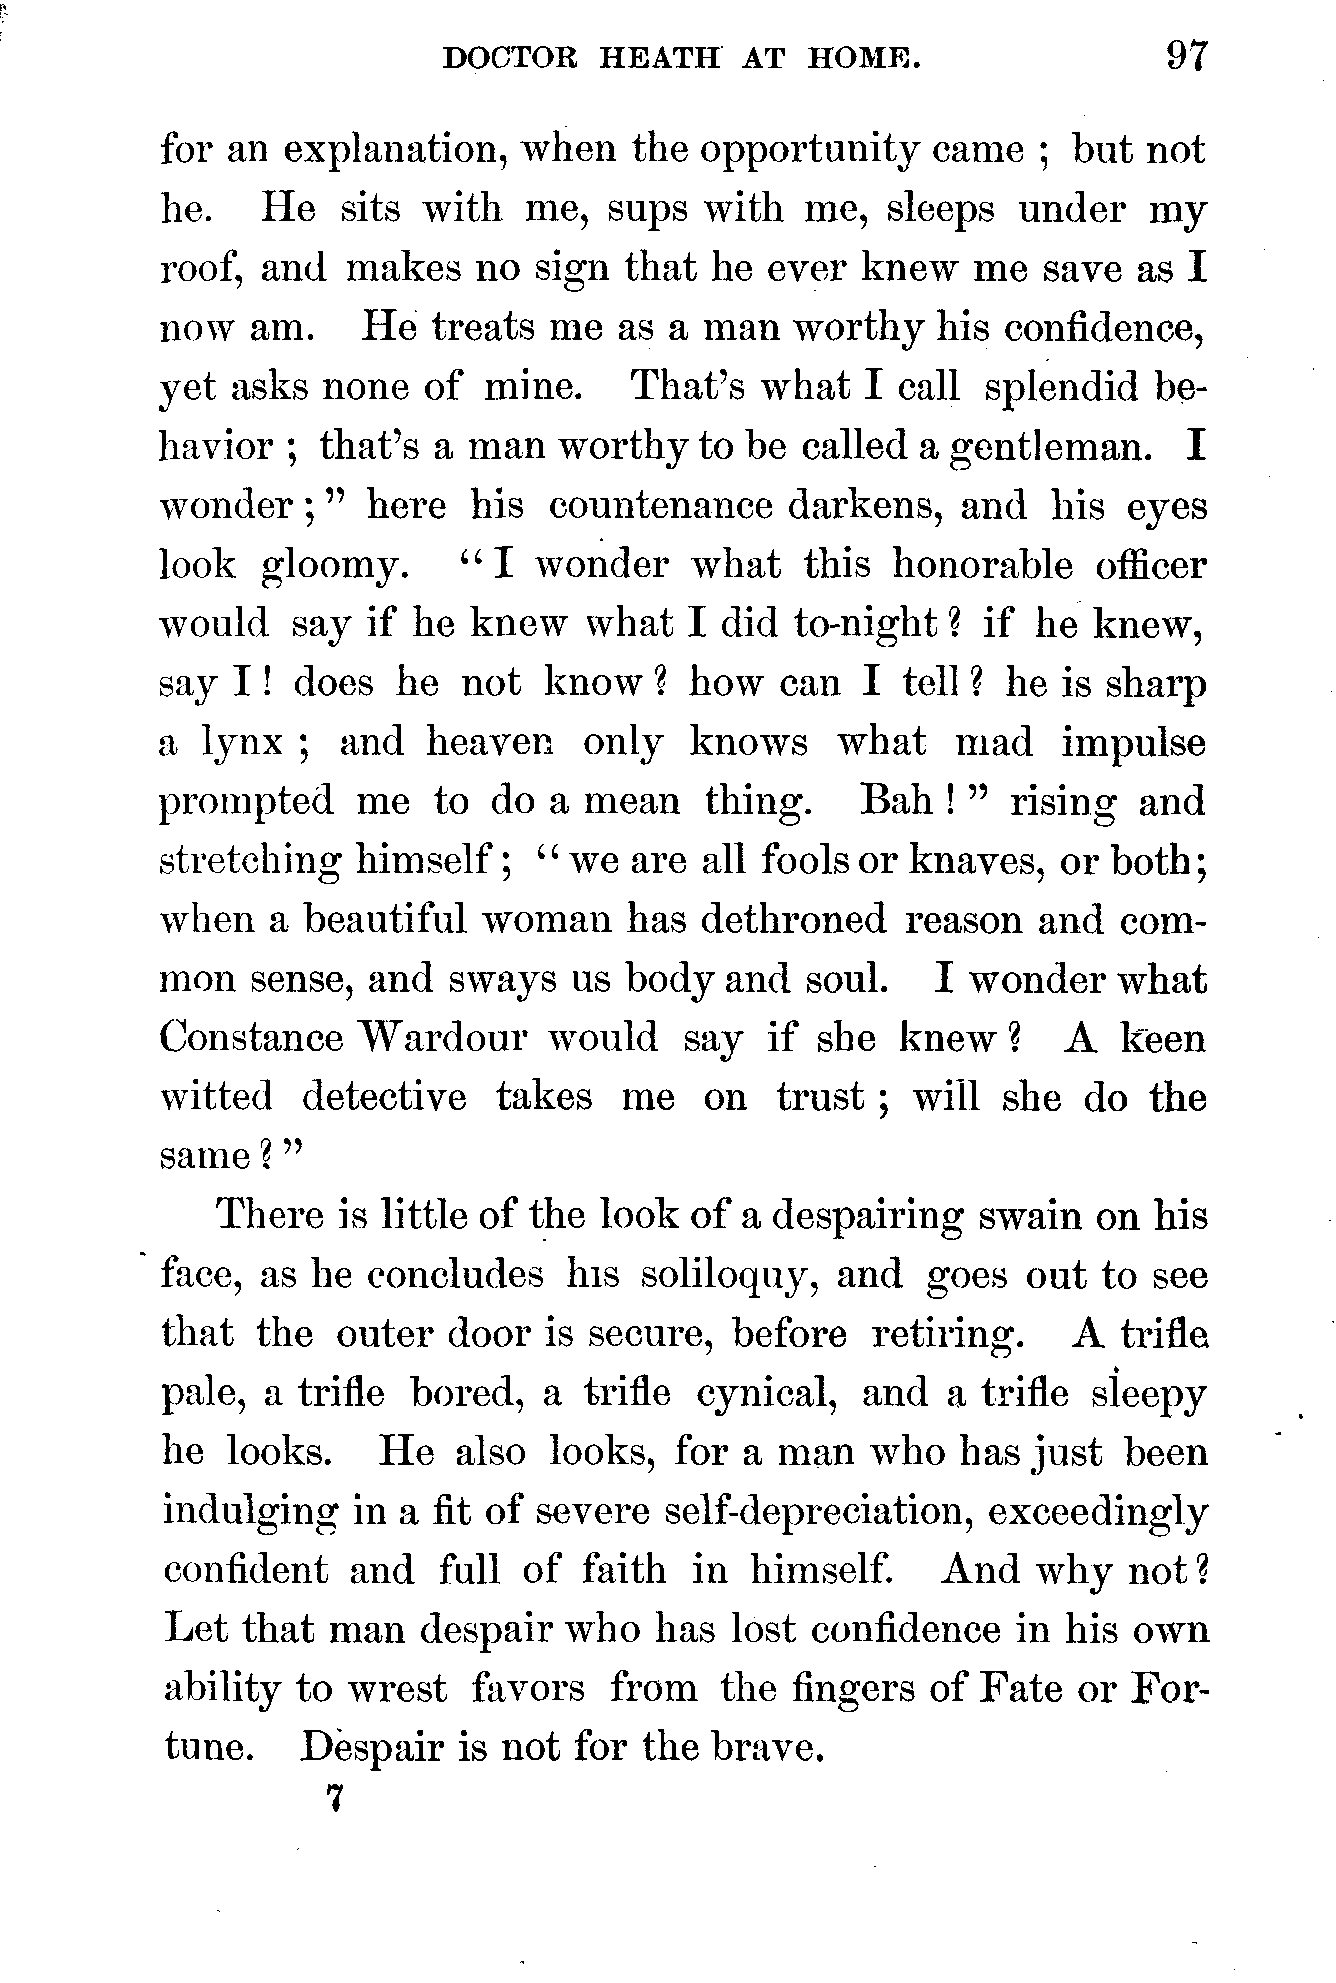 DOCTOR HEATH AT HOME. 97
for an explanation, when the opportunity came ; but not
he. He sits with me, sups with me, sleeps under my
roof, and makes no sign that he ever knew me save as I
now am. He treats me as a man worthy his confidence,
yet asks none of mine. That's what I call splendid be-
havior ; that's a man worthy to be called a gentleman. I
wonder ; " here his countenance darkens, and his eyes
look gloomy. " I wonder what this honorable officer
would say if he knew what I did to-night ? if he knew,
say I ! does he not know ? how can I tell ? he is sharp
a lynx ; and heaven only knows what mad impulse
prompted me to do a mean thing. Bah ! " rising and
stretching himself ; " we are all fools or knaves, or both;
when a beautiful woman has dethroned reason and com-
mon sense, and sways us body and soul. I wonder what
Constance Wardour would say if she knew ? A keen
witted detective takes me on trust ; will she do the
same ? "
There is little of the look of a despairing swain on his
face, as he concludes his soliloquy, and goes out to see
that the outer door is secure, before retiring. A trifle
pale, a trifle bored, a trifle cynical, and a trifle sleepy
he looks. He also looks, for a man who has just been
indulging in a fit of severe self-depreciation, exceedingly
confident and full of faith in himself. And why not ?
Let that man despair who has lost confidence in his own
ability to wrest favors from the fingers of Fate or For-
tune. Despair is not for the brave.
7